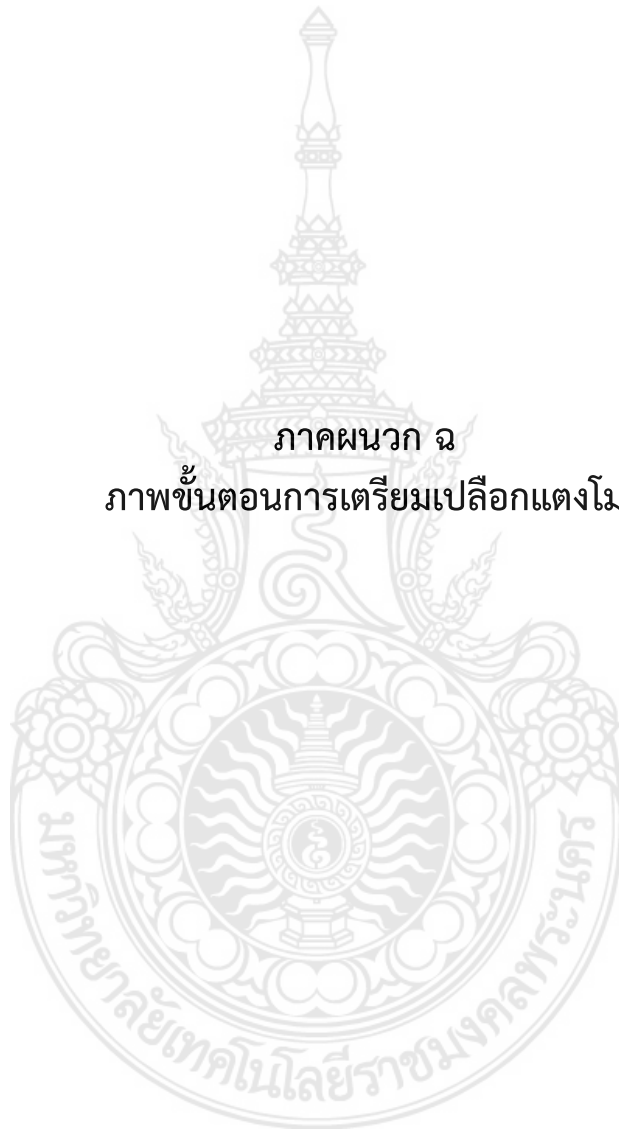 ภาคผนวก ฉ
ภาพขั้นตอนการเตรียมเปลือกแตงโม
มหาวิทยาลัยเทคโนโลยีราชมงคลพระนคร